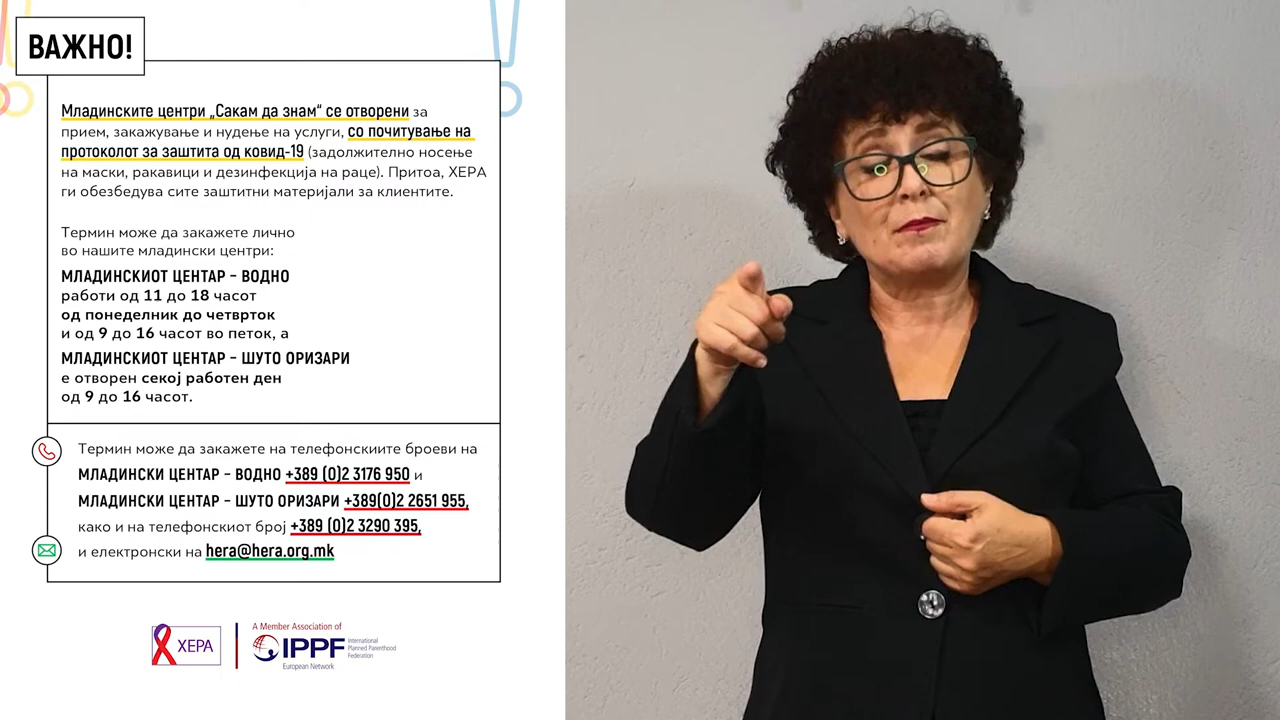 ВАЖНО!
Младинските центри „Сакам да знам“ се отворени за
прием, закажување и нудење на услуги, со почитување на
протоколот за заштита од ковид-19 (задолжително носење
на маски, ракавици и дезинфекција на раце). Притоа, ХЕРА
ги обезбедува сите заштитни материјали за клиентите.
Термин може да закажете лично
во нашите младински центри:
МЛАДИНСКИОТ ЦЕНТАР – ВОДНО
работи од 11 до 18 часот
од понеделник до четврток
и од 9 до 16 часот во петок, а
МЛАДИНСКИОТ ЦЕНТАР – ШУТО ОРИЗАРИ
е отворен секој работен ден
од 9 до 16 часот.
Термин може да закажете на телефонскиите броеви на
МЛАДИНСКИ ЦЕНТАР – ВОДНО +389 (0)2 3176 950 и
МЛАДИНСКИ ЦЕНТАР – ШУТО ОРИЗАРИ +389(0)2 2651 955,
како и на телефонскиот број +389 (0)2 3290 395,
и електронски на hera@hera.org.mk
ХЕРА
A Member Association of
IPPF
International
Planned Parenthood
Federation
European Network